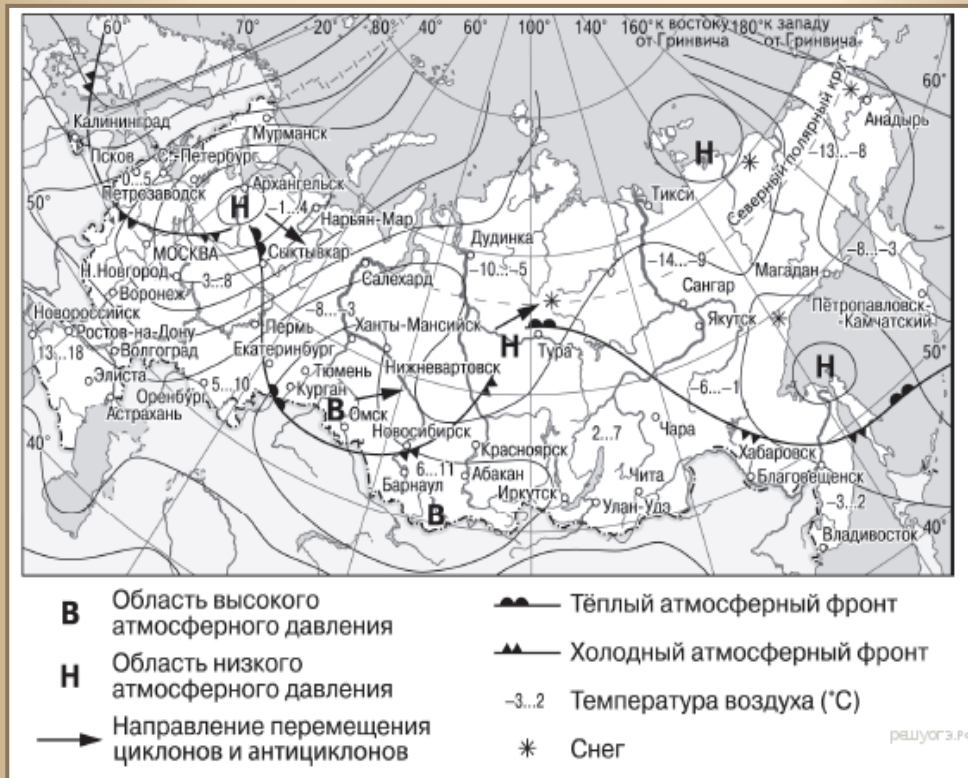 60° 70° 20° 40° 60 80° 100° 120° 140° 160° к востоку от Гринвича 180° к западу от Гринвича
60°
Калининград
Мурманск
Анадырь
Псков
С.-Петербург
Северный полярный круг
–13...–8
0...5
Петрозаводск
Архангельск
Н
Н
50°
–1...4
Нарьян-Мар
Тикси
МОСКВА
Сыктывкар
Дудинка
Н.Новгород
–3...8
Салехард
–10...–5
–14...–9
–8...–3
Магадан
Воронеж
Сангар
Новороссийск
–8...–3
Петропавловск-
Камчатский
Ростов-на-Дону
Пермь
Ханты-Мансийск
Н
Тура
Якутск
13...18
Волгоград
Екатеринбург
Нижневартовск
50°
Н
Элиста
5...10
Тюмень
–6...–1
Оренбург
Курган
Астрахань
В
Омск
Чара
40°
Новосибирск
2...7
Хабаровск
Красноярск
6...11
Абакан
Чита
Благовещенск
Барнаул
Иркутск
–3...2
В
Улан-Удэ
40°
Владивосток
В Область высокого
атмосферного давления
Н Область низкого
атмосферного давления
Направление перемещения
циклонов и антициклонов
Тёплый атмосферный фронт
Холодный атмосферный фронт
–3...2 Температура воздуха (°С)
Снег
решуогэ.рф